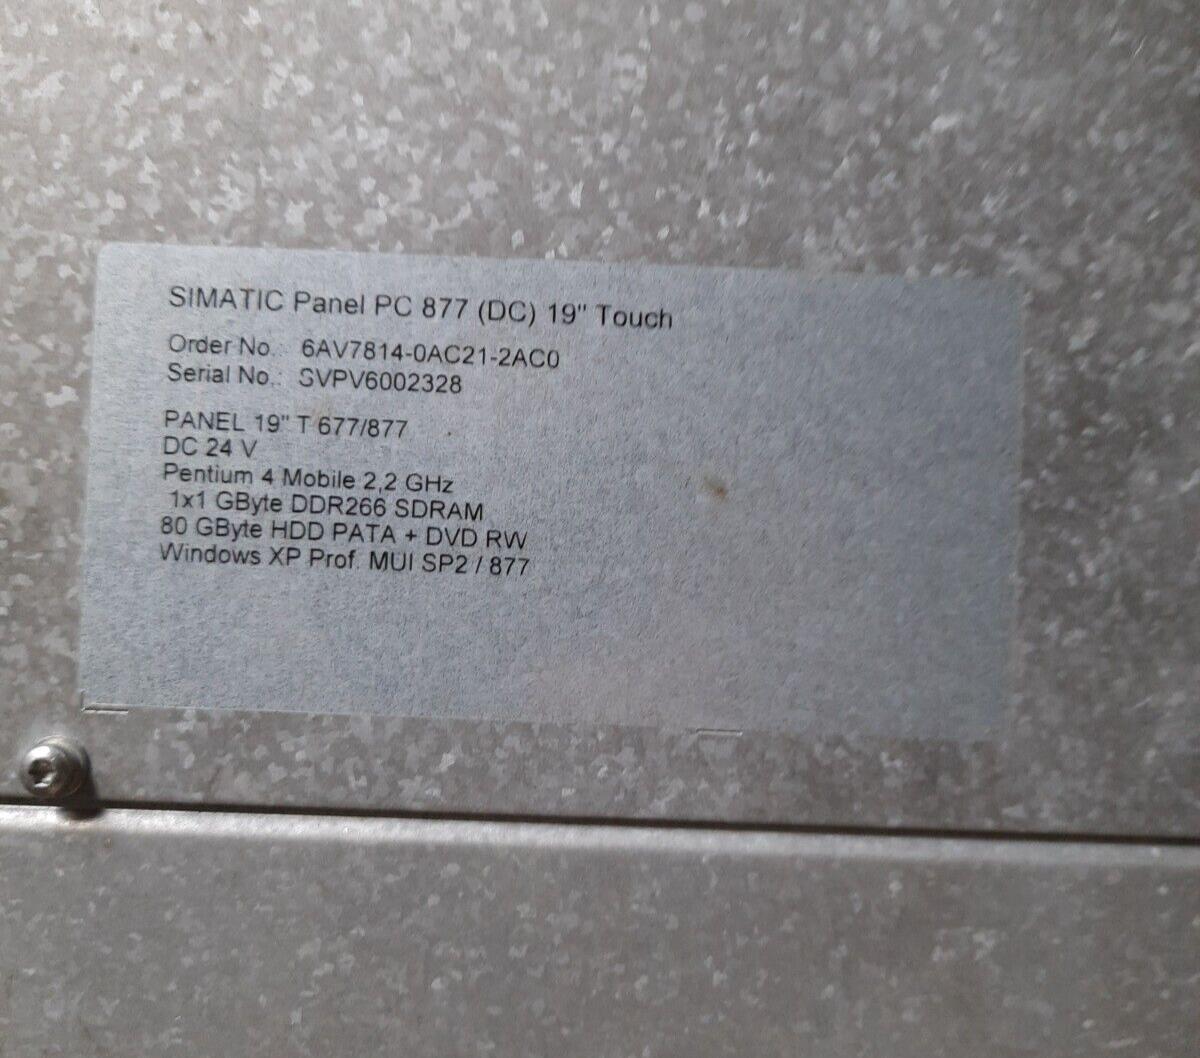 SIMATIC Panel PC 877 (DC) 19" Touch
Order No.: 6AV7814-0AC21-2AC0
Serial No.: SVPV6002328
PANEL 19" T 677/877
DC 24 V
Pentium 4 Mobile 2,2 GHz
1x1 GByte DDR266 SDRAM
80 GByte HDD PATA + DVD RW
Windows XP Prof. MUI SP2 / 877